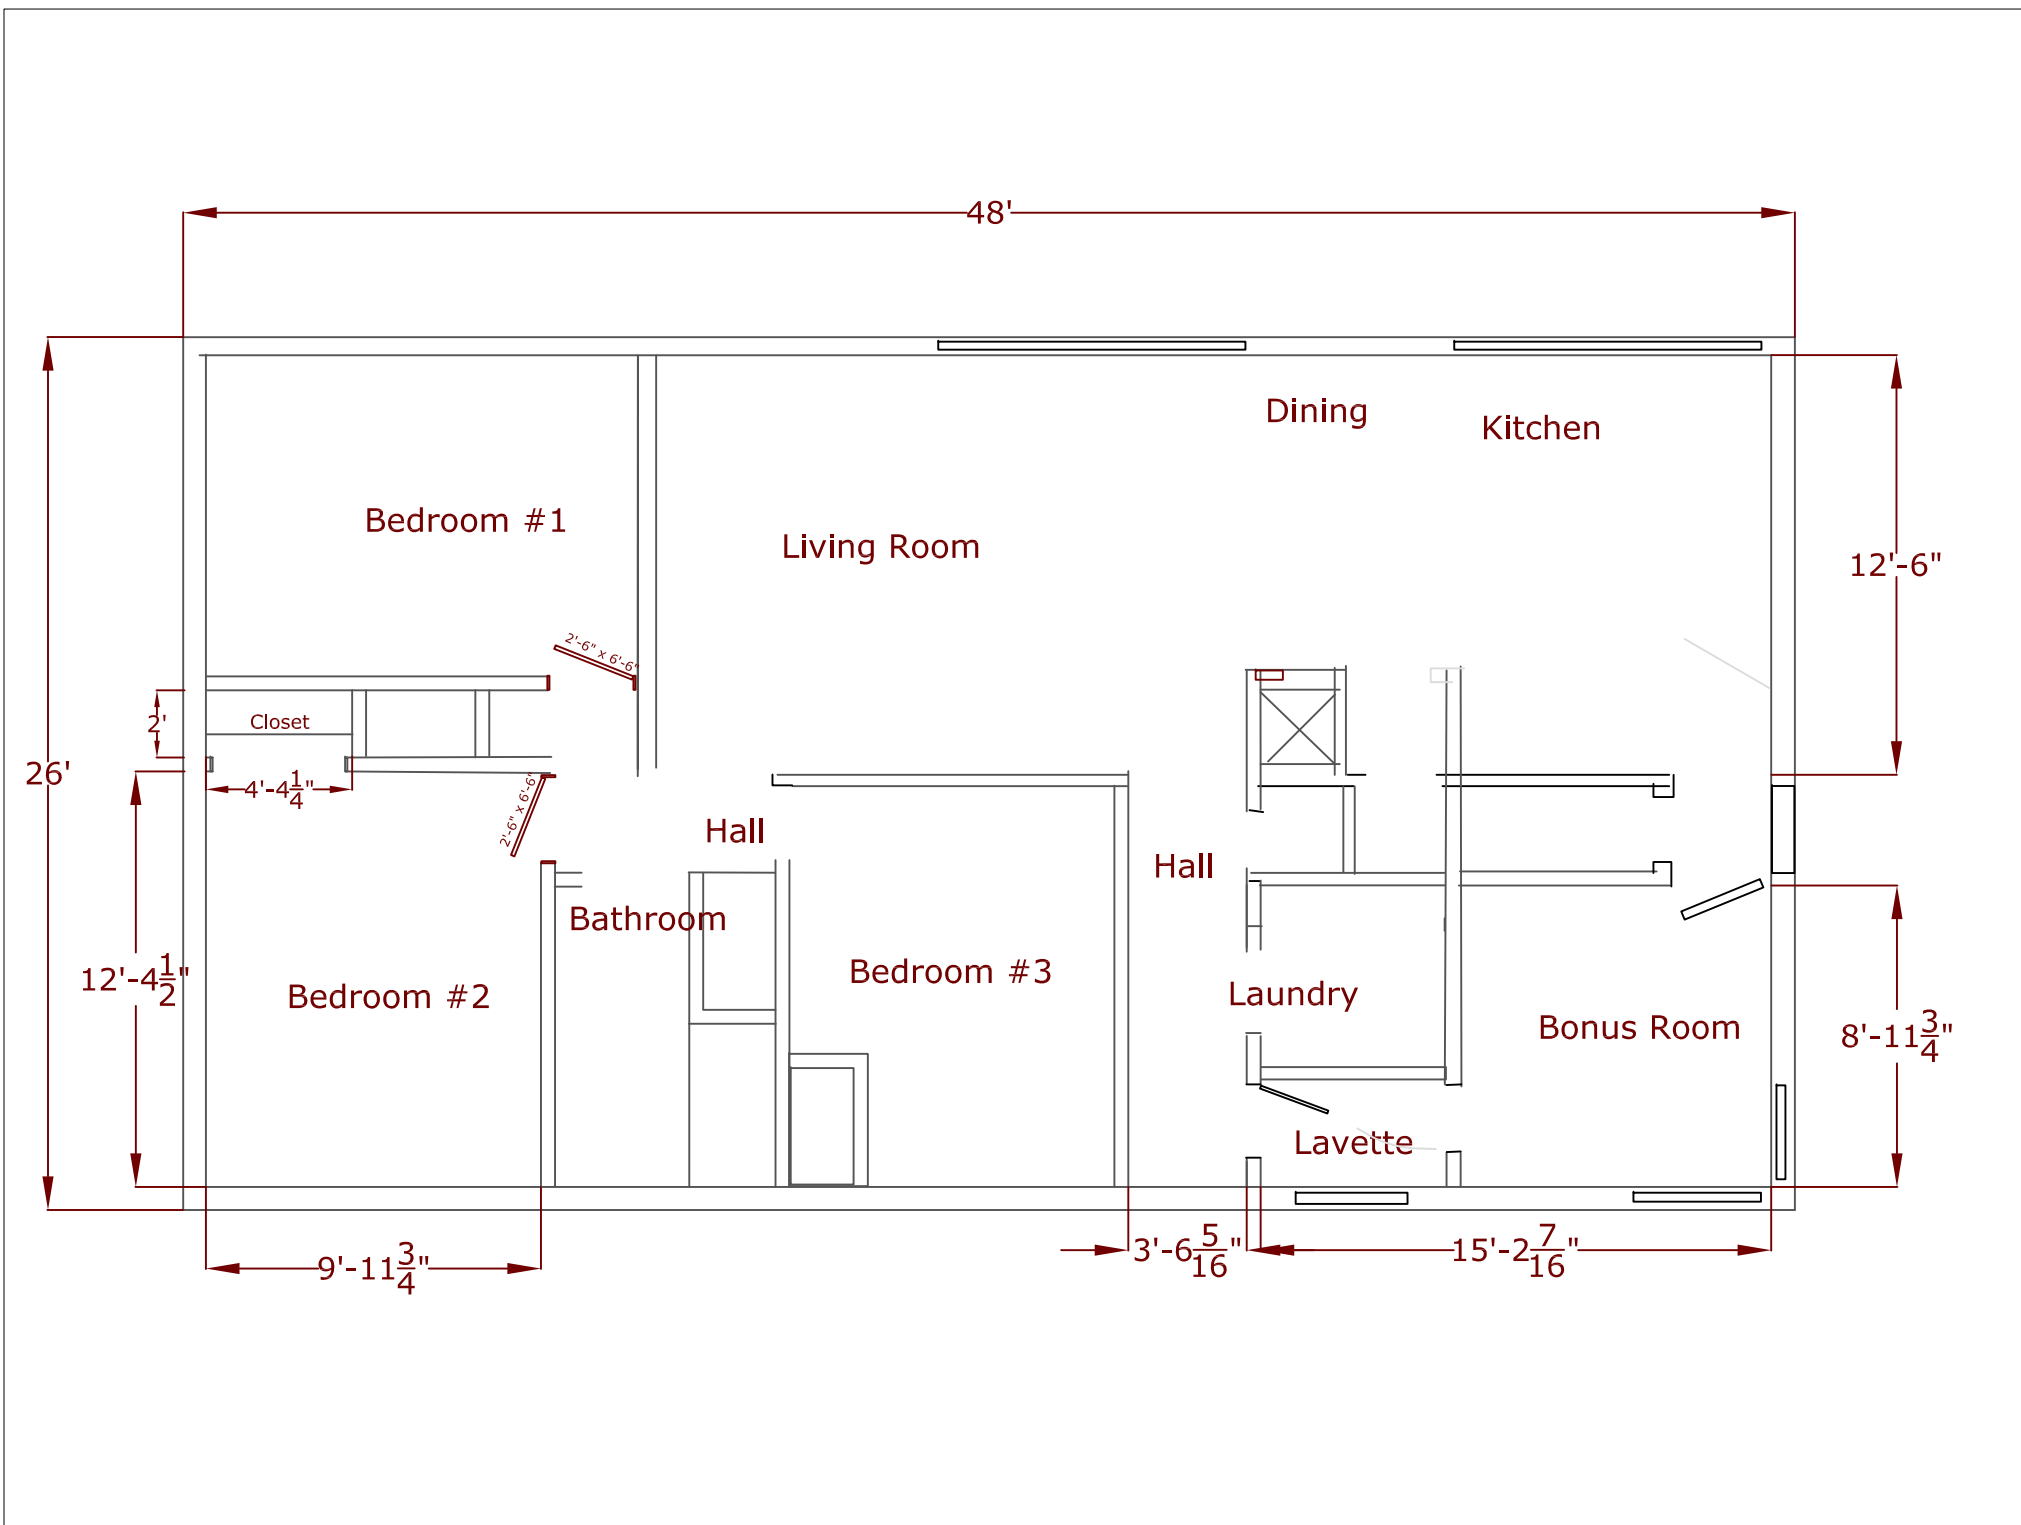 48'
Dining
Kitchen
Bedroom #1
Living Room
12'-6"
2'-6" x 6'-6"
Closet
2'
26'
4'-4 1/4"
2'-6" x 6'-6"
Hall
Hall
Bathroom
12'-4 1/2"
Bedroom #2
Bedroom #3
Laundry
Bonus Room
8'-11 3/4"
Lavette
9'-11 3/4"
3'-6 5/16"
15'-2 7/16"